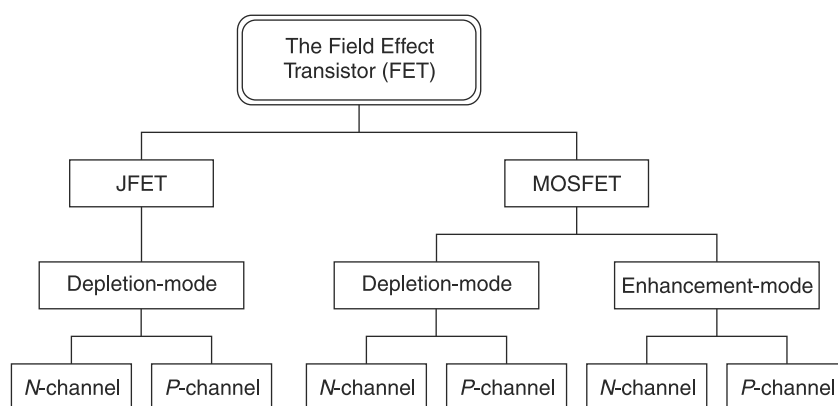 The Field Effect
Transistor (FET)
JFET
MOSFET
Depletion-mode
Depletion-mode
Enhancement-mode
N-channel
P-channel
N-channel
P-channel
N-channel
P-channel